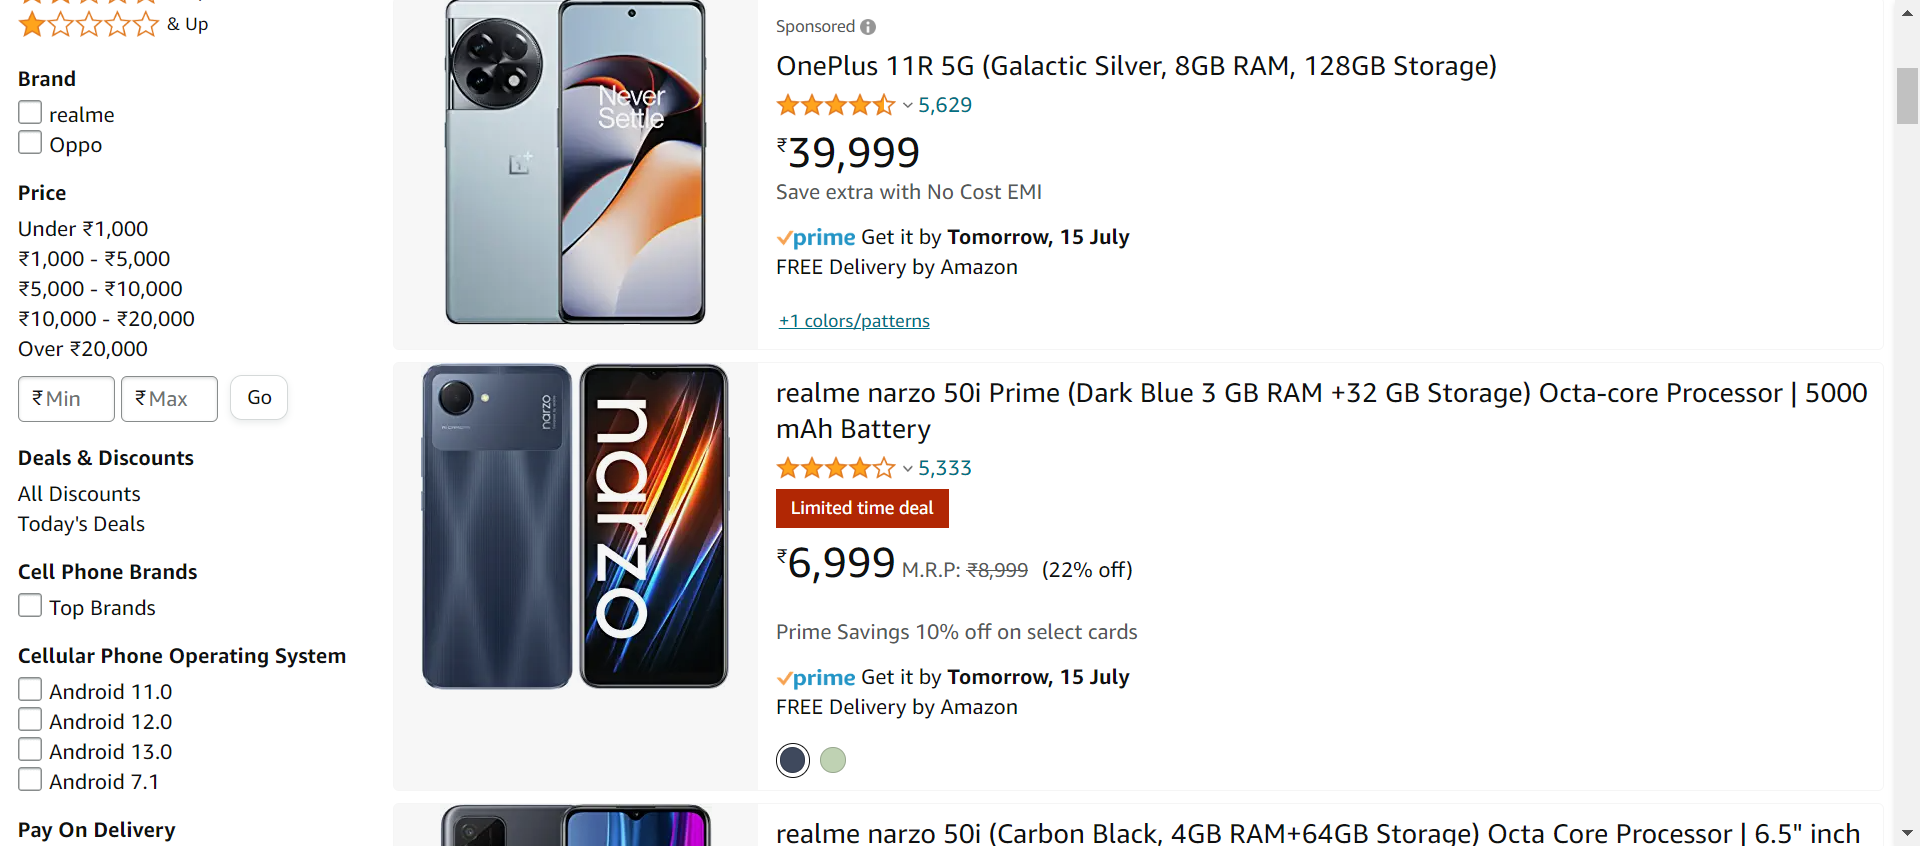 & Up
Brand
realme
Oppo
Price
Under ₹1,000
₹1,000 - ₹5,000
₹5,000 - ₹10,000
₹10,000 - ₹20,000
Over ₹20,000
₹ Min
₹ Max
Go
Deals & Discounts
All Discounts
Today's Deals
Cell Phone Brands
Top Brands
Cellular Phone Operating System
Android 11.0
Android 12.0
Android 13.0
Android 7.1
Pay On Delivery
Never
Settle
Sponsored
OnePlus 11R 5G (Galactic Silver, 8GB RAM, 128GB Storage)
5,629
₹39,999
Save extra with No Cost EMI
prime Get it by Tomorrow, 15 July
FREE Delivery by Amazon
+1 colors/patterns
narzo
narzo
realme narzo 50i Prime (Dark Blue 3 GB RAM +32 GB Storage) Octa-core Processor | 5000
mAh Battery
5,333
Limited time deal
₹6,999 M.R.P: ₹8,999 (22% off)
Prime Savings 10% off on select cards
prime Get it by Tomorrow, 15 July
FREE Delivery by Amazon
realme narzo 50i (Carbon Black, 4GB RAM+64GB Storage) Octa Core Processor | 6.5" inch